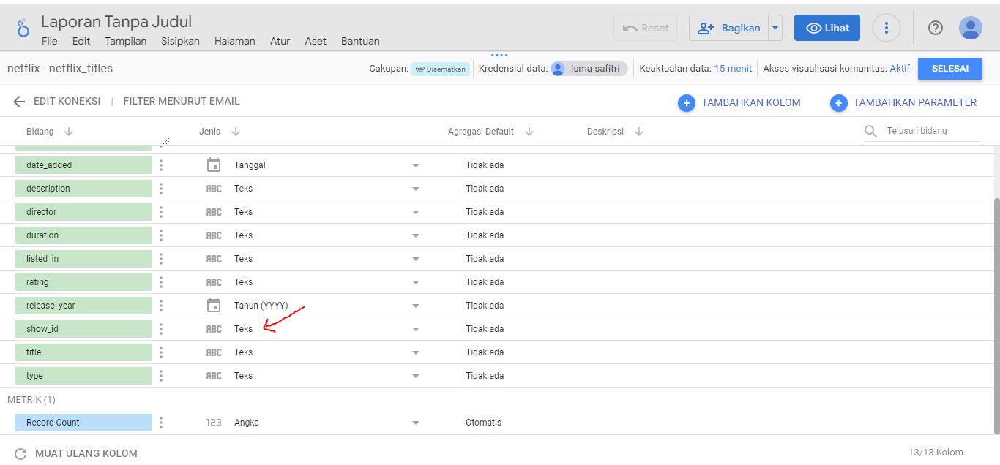 Laporan Tanpa Judul
File Edit Tampilan Sisipkan Halaman Atur Aset Bantuan
Reset Bagikan Lihat
netflix - netflix_titles Cakupan: Disematkan Kredensial data: Isma safitri Keaktualan data: 15 menit Akses visualisasi komunitas: Aktif SELESAI
EDIT KONEKSI | FILTER MENURUT EMAIL TAMBAHKAN KOLOM TAMBAHKAN PARAMETER
Bidang Jenis Agregasi Default Deskripsi Telusuri bidang
date_added Tanggal Tidak ada
description ABC Teks Tidak ada
director ABC Teks Tidak ada
duration ABC Teks Tidak ada
listed_in ABC Teks Tidak ada
rating ABC Teks Tidak ada
release_year Tahun (YYYY) Tidak ada
show_id ABC Teks Tidak ada
title ABC Teks Tidak ada
type ABC Teks Tidak ada
METRIK (1)
Record Count 123 Angka Otomatis
MUAT ULANG KOLOM 13/13 Kolom